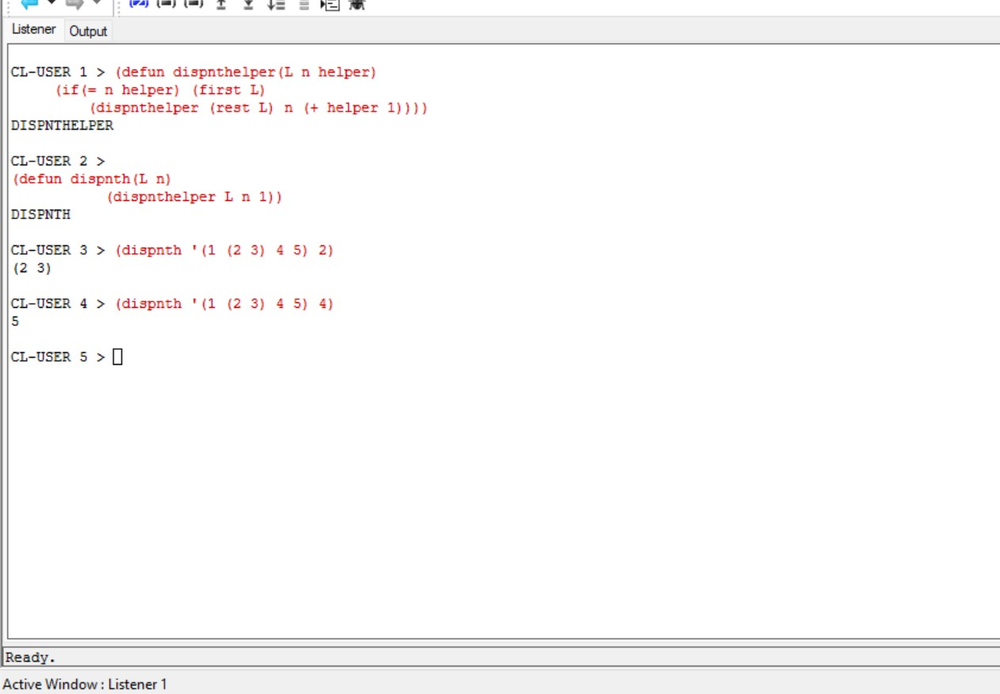 Listener Output
CL-USER 1 > (defun dispnthelper(L n helper)
(if(= n helper) (first L)
(dispnthelper (rest L) n (+ helper 1))))
DISPNTHELPER
CL-USER 2 >
(defun dispnth(L n)
(dispnthelper L n 1))
DISPNTH
CL-USER 3 > (dispnth '(1 (2 3) 4 5) 2)
(2 3)
CL-USER 4 > (dispnth '(1 (2 3) 4 5) 4)
5
CL-USER 5 >
Ready.
Active Window : Listener 1